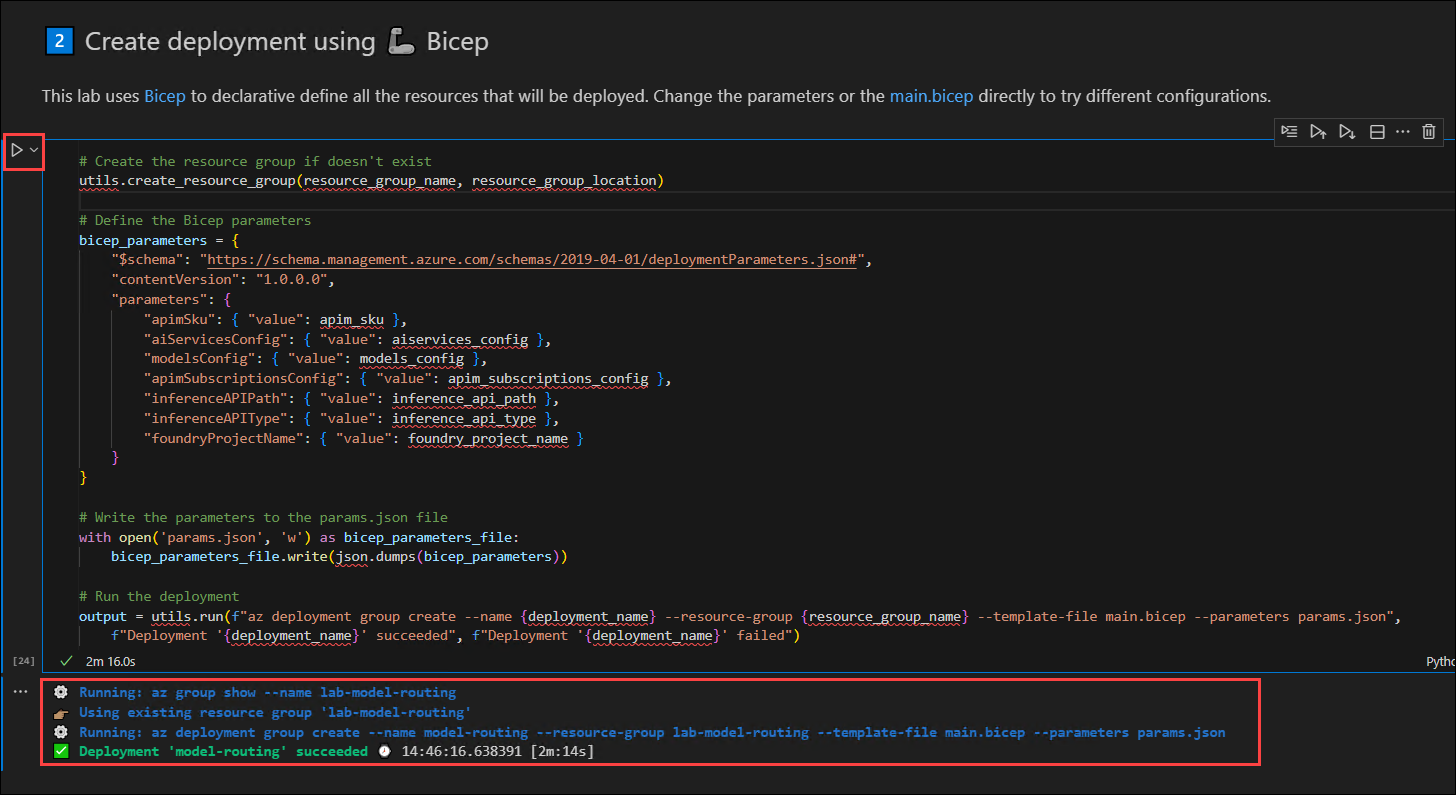 2 Create deployment using 🦾 Bicep
This lab uses Bicep to declarative define all the resources that will be deployed. Change the parameters or the main.bicep directly to try different configurations.
# Create the resource group if doesn't exist
utils.create_resource_group(resource_group_name, resource_group_location)
# Define the Bicep parameters
bicep_parameters = {
    "$schema": "https://schema.management.azure.com/schemas/2019-04-01/deploymentParameters.json#",
    "contentVersion": "1.0.0.0",
    "parameters": {
        "apimSku": { "value": apim_sku },
        "aiServicesConfig": { "value": aiservices_config },
        "modelsConfig": { "value": models_config },
        "apimSubscriptionsConfig": { "value": apim_subscriptions_config },
        "inferenceAPIPath": { "value": inference_api_path },
        "inferenceAPIType": { "value": inference_api_type },
        "foundryProjectName": { "value": foundry_project_name }
    }
}
# Write the parameters to the params.json file
with open('params.json', 'w') as bicep_parameters_file:
    bicep_parameters_file.write(json.dumps(bicep_parameters))
# Run the deployment
output = utils.run(f"az deployment group create --name {deployment_name} --resource-group {resource_group_name} --template-file main.bicep --parameters params.json",
    f"Deployment '{deployment_name}' succeeded", f"Deployment '{deployment_name}' failed")
[24] ✓ 2m 16.0s Pytho
⚙️ Running: az group show --name lab-model-routing
👉🏽 Using existing resource group 'lab-model-routing'
⚙️ Running: az deployment group create --name model-routing --resource-group lab-model-routing --template-file main.bicep --parameters params.json
✅ Deployment 'model-routing' succeeded ⌚ 14:46:16.638391 [2m:14s]